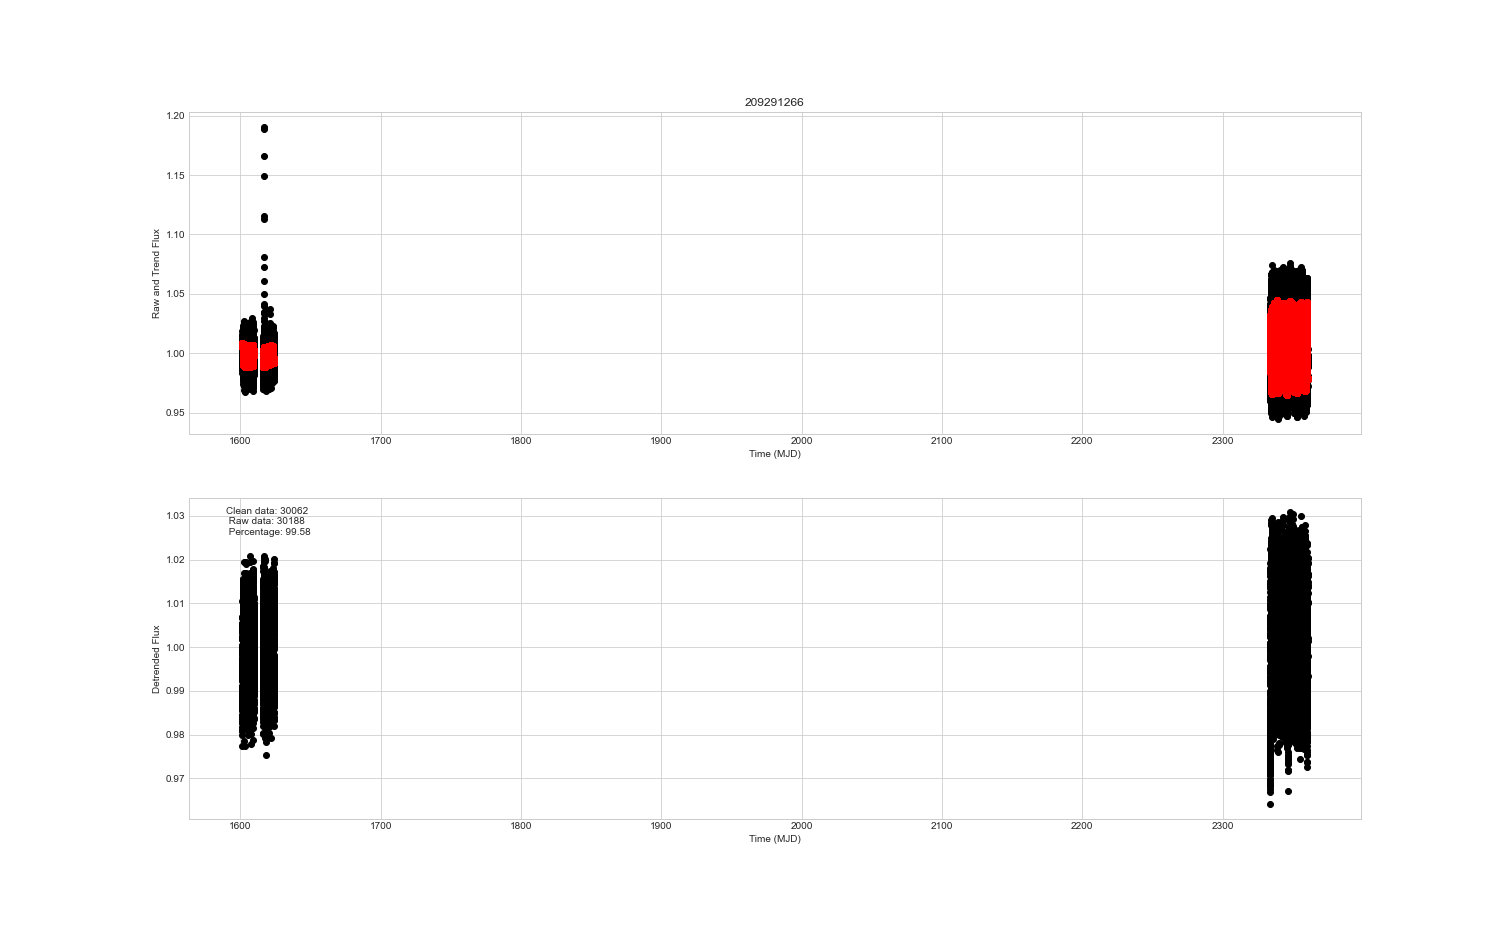 209291266
1.20
1.15
1.10
1.05
1.00
0.95
Raw and Trend Flux
1600 1700 1800 1900 2000 2100 2200 2300
Time (MJD)
Clean data: 30062
Raw data: 30188
Percentage: 99.58
1.03
1.02
1.01
1.00
0.99
0.98
0.97
Detrended Flux
1600 1700 1800 1900 2000 2100 2200 2300
Time (MJD)